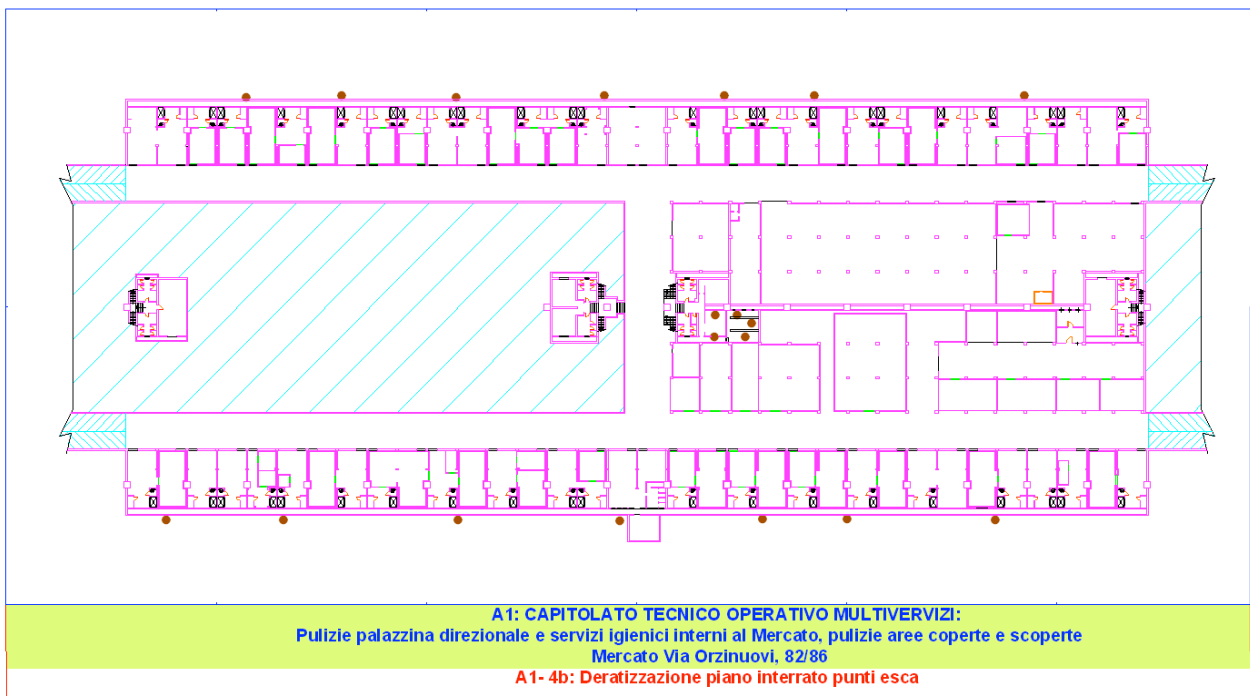 A1: CAPITOLATO TECNICO OPERATIVO MULTIVERVIZI:
Pulizie palazzina direzionale e servizi igienici interni al Mercato, pulizie aree coperte e scoperte
Mercato Via Orzinuovi, 82/86
A1- 4b: Deratizzazione piano interrato punti esca